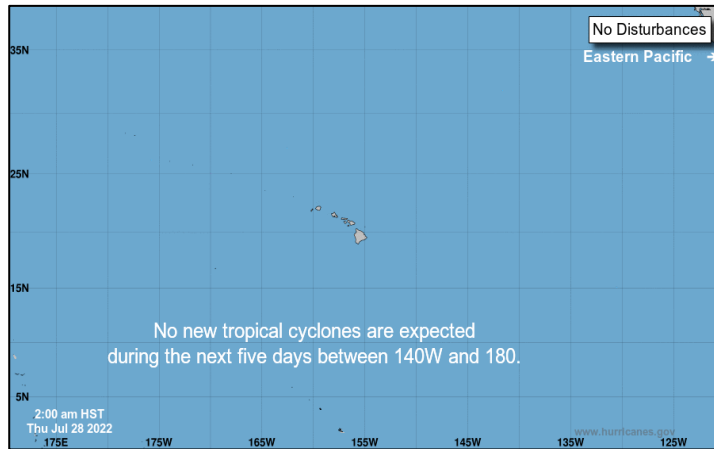 No Disturbances
35N
Eastern Pacific →
25N
15N
No new tropical cyclones are expected
during the next five days between 140W and 180.
5N
2:00 am HST
Thu Jul 28 2022
www.hurricanes.gov
175E 175W 165W 155W 145W 135W 125W